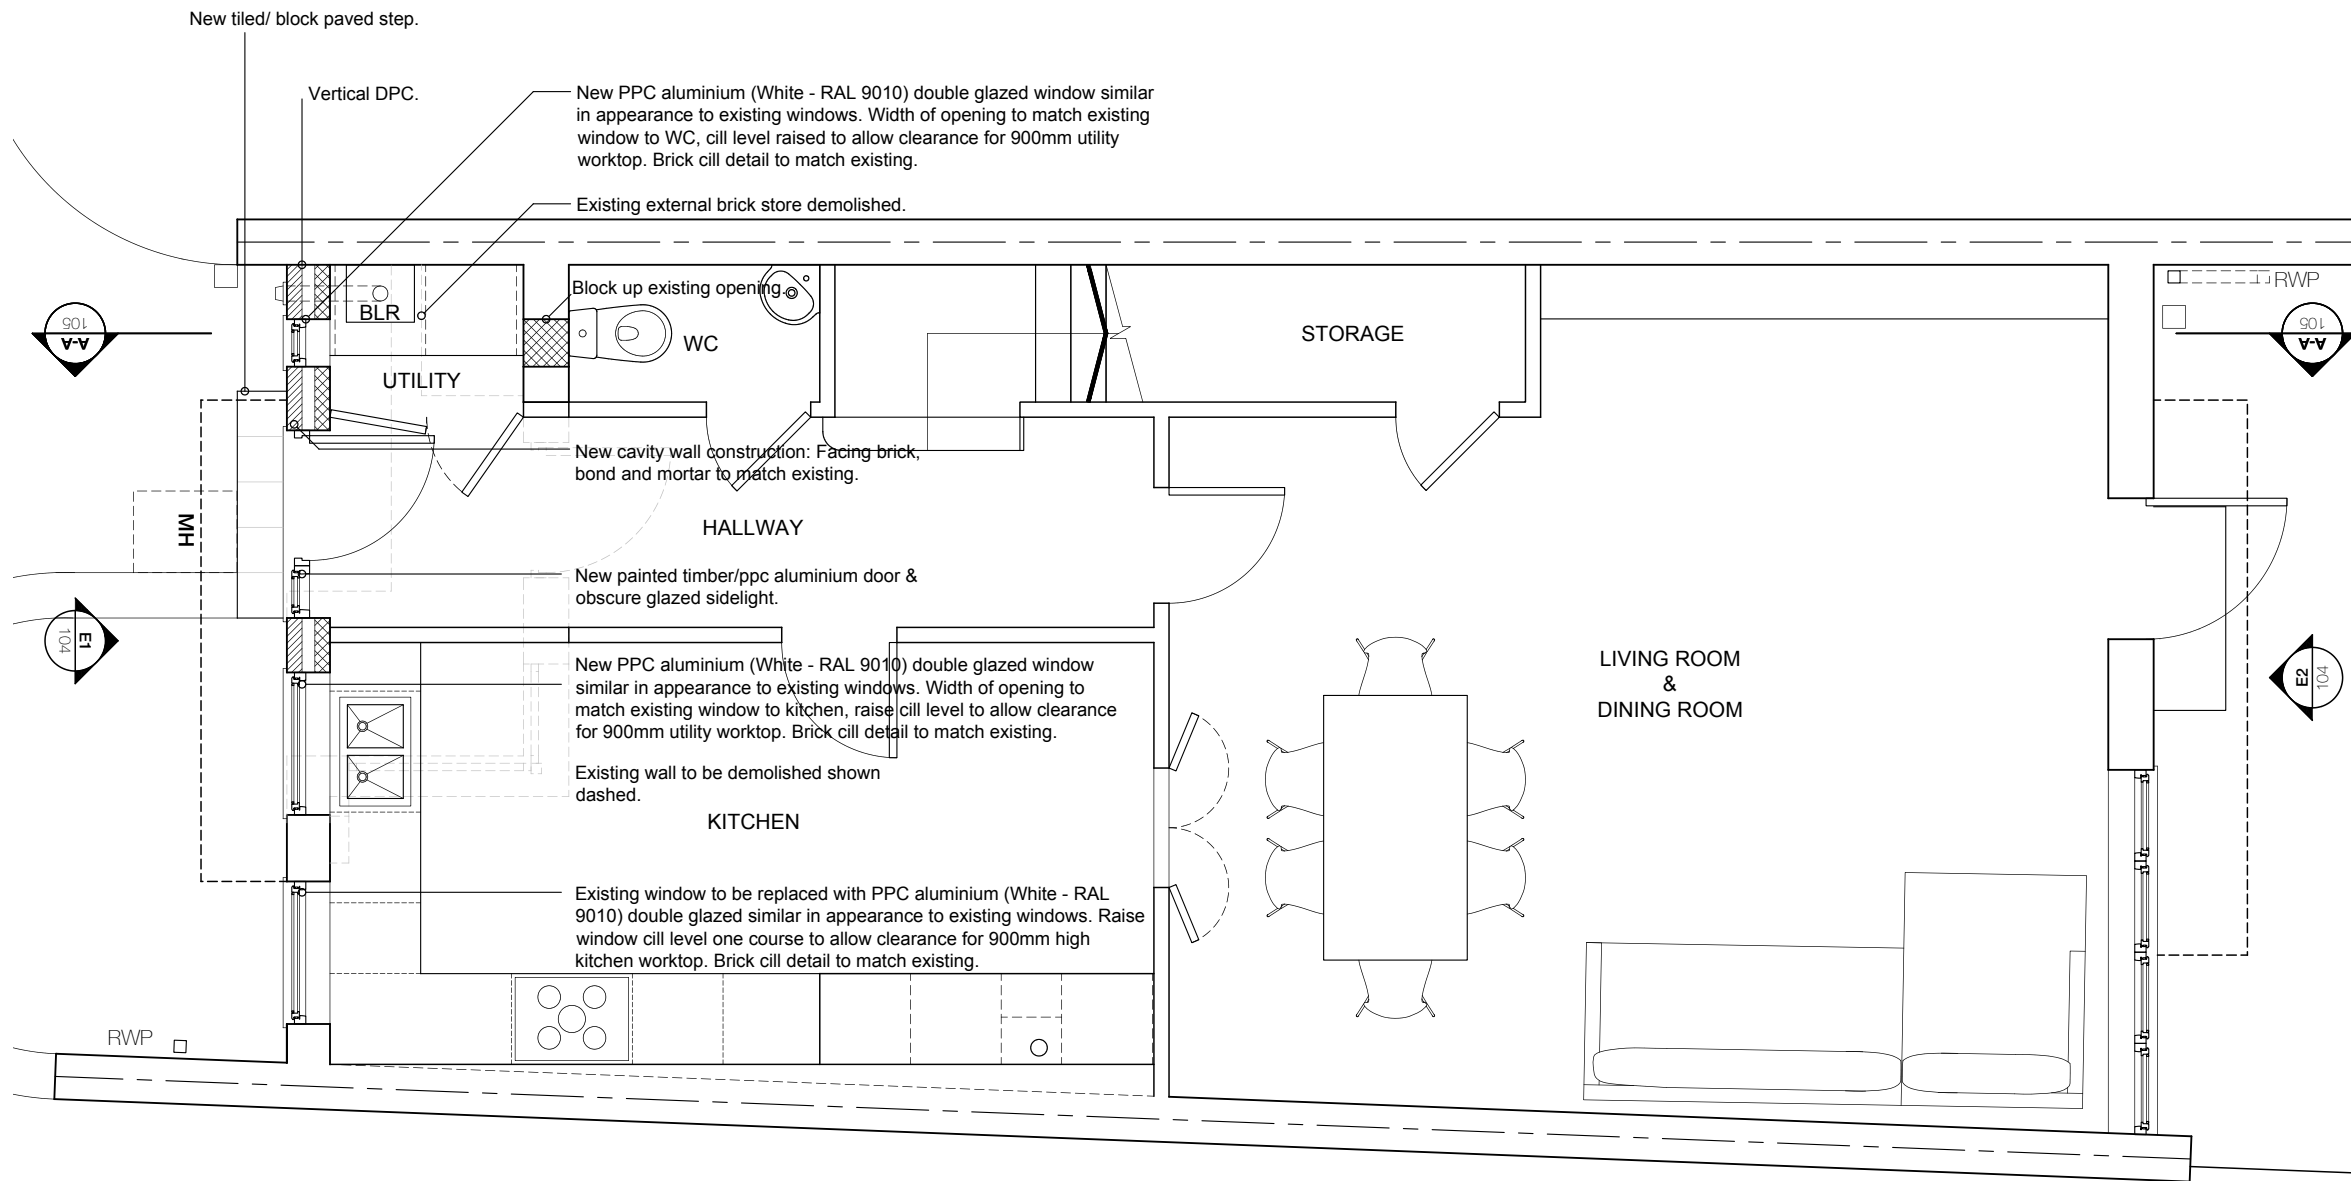 New tiled/ block paved step.
Vertical DPC.
New PPC aluminium (White - RAL 9010) double glazed window similar
in appearance to existing windows. Width of opening to match existing
window to WC, cill level raised to allow clearance for 900mm utility
worktop. Brick cill detail to match existing.
Existing external brick store demolished.
RWP
BLR
Block up existing opening.
WC
STORAGE
105
A-A
105
A-A
UTILITY
New cavity wall construction: Facing brick,
bond and mortar to match existing.
MH
HALLWAY
New painted timber/ppc aluminium door &
obscure glazed sidelight.
E1
104
New PPC aluminium (White - RAL 9010) double glazed window
similar in appearance to existing windows. Width of opening to
match existing window to kitchen, raise cill level to allow clearance
for 900mm utility worktop. Brick cill detail to match existing.
LIVING ROOM
&
DINING ROOM
E2
104
Existing wall to be demolished shown
dashed.
KITCHEN
Existing window to be replaced with PPC aluminium (White - RAL
9010) double glazed similar in appearance to existing windows. Raise
window cill level one course to allow clearance for 900mm high
kitchen worktop. Brick cill detail to match existing.
RWP